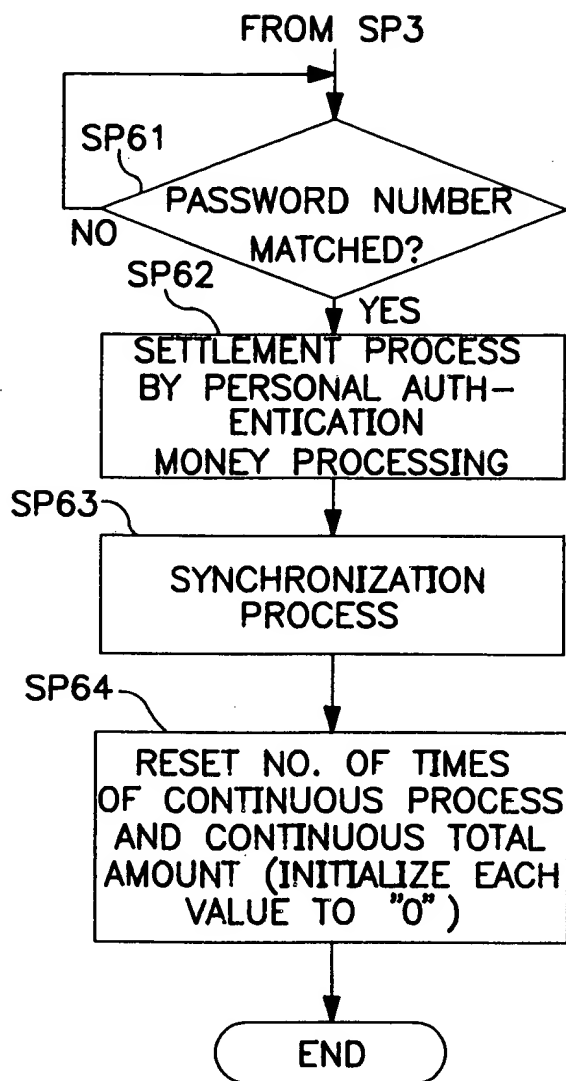 FROM SP3
SP61
PASSWORD NUMBER
MATCHED?
NO
SP62
YES
SETTLEMENT PROCESS
BY PERSONAL AUTH-
ENTICATION
MONEY PROCESSING
SP63
SYNCHRONIZATION
PROCESS
SP64
RESET NO. OF TIMES
OF CONTINUOUS PROCESS
AND CONTINUOUS TOTAL
AMOUNT (INITIALIZE EACH
VALUE TO "0")
END